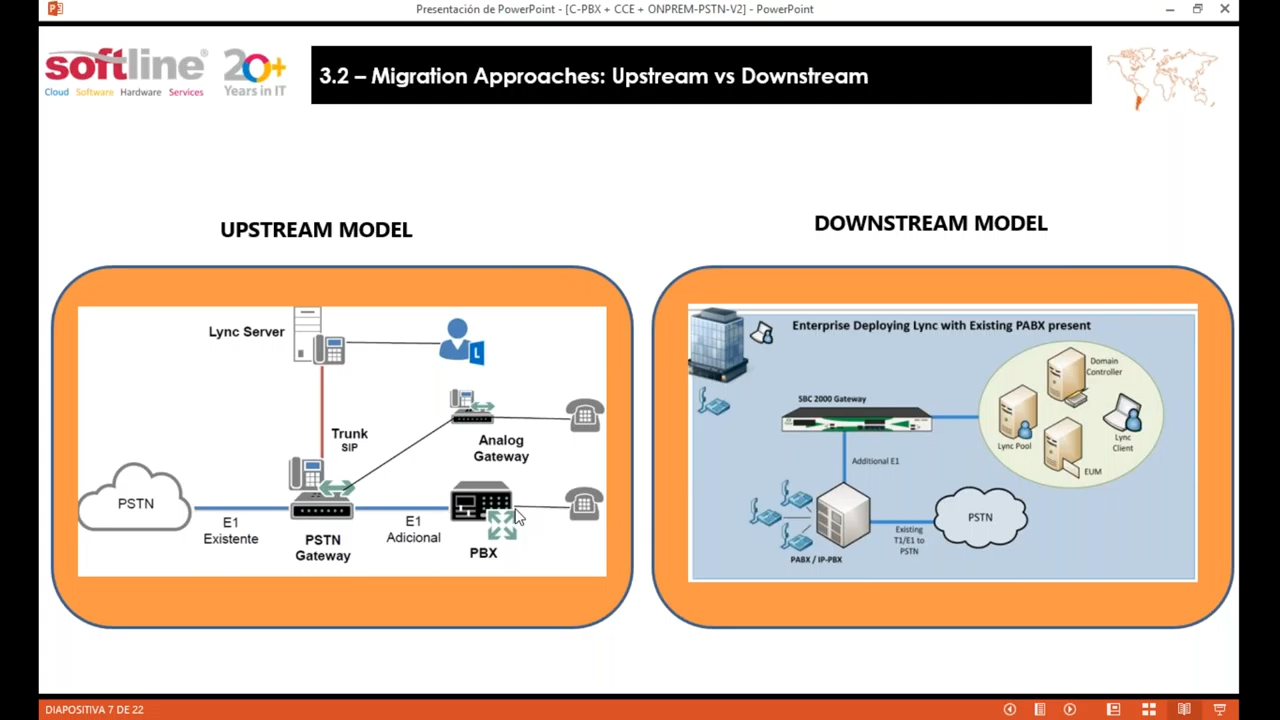 Presentación de PowerPoint - [C-PBX + CCE + ONPREM-PSTN-V2] - PowerPoint
softline®
Cloud Software Hardware Services
20+
Years in IT
3.2 – Migration Approaches: Upstream vs Downstream
UPSTREAM MODEL
Lync Server
L
Trunk
SIP
Analog
Gateway
PSTN
E1
Existente
PSTN
Gateway
E1
Adicional
PBX
DOWNSTREAM MODEL
Enterprise Deploying Lync with Existing PABX present
SBC 2000 Gateway
Domain
Controller
Lync Pool
Lync
Client
EUM
Additional E1
PSTN
Existing
T1/E1 to
PSTN
PABX / IP-PBX
DIAPOSITIVA 7 DE 22